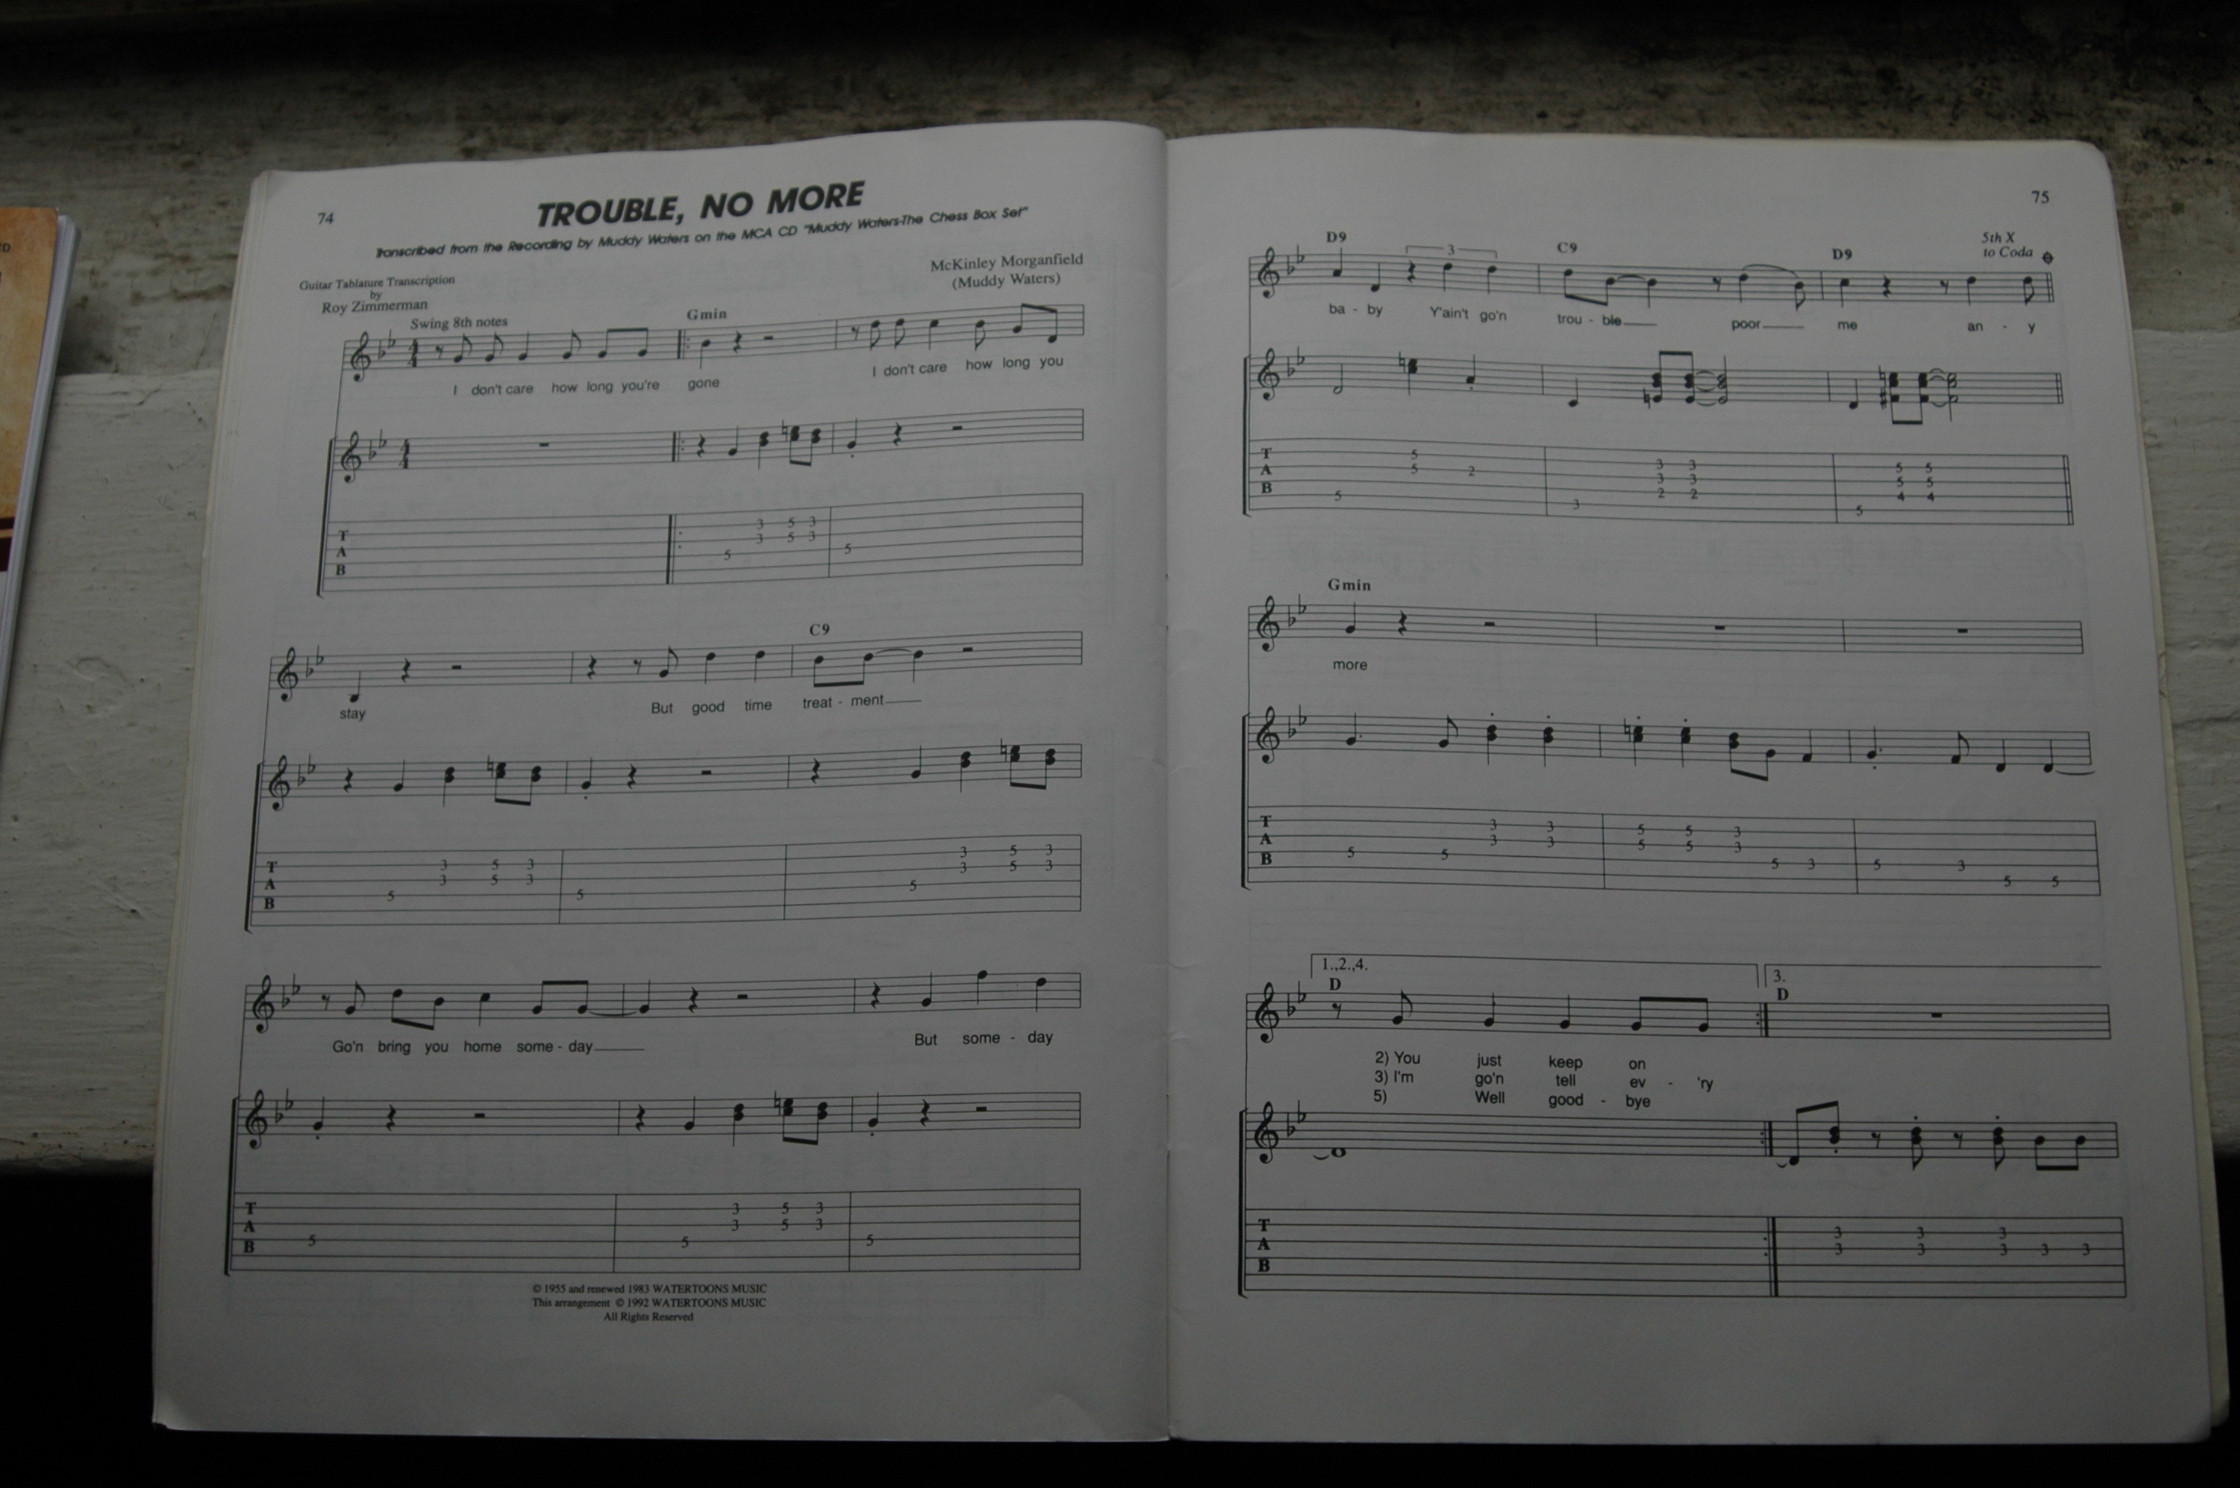 74
TROUBLE, NO MORE
Transcribed from the Recording by Muddy Waters on the MCA CD "Muddy Waters-The Chess Box Set"
Guitar Tablature Transcription
by
Roy Zimmerman
McKinley Morganfield
(Muddy Waters)
Swing 8th notes
Gmin
4
4
I don't care how long you're gone I don't care how long you
4
4
3 5 3
3 5 3
5 5
T
A
B
C9
stay But good time treat - ment
3 5 3 5 3
3 5 3 5 3
5 5 5
T
A
B
Go'n bring you home some - day But some - day
3 5 3
3 5 3
5 5 5
T
A
B
© 1955 and renewed 1983 WATERTOONS MUSIC
This arrangement © 1992 WATERTOONS MUSIC
All Rights Reserved
75
D9 3 C9 D9 5th X
to Coda
ba - by Y'ain't go'n trou - ble poor me an - y
T
A
B
5 3 3 5 5
5 2 3 3 5 5
5 2 2 4 4
3 5
Gmin
more
T
A
B
3 3 5 5 3
3 3 5 5 3
5 5 5 3 5 3
5 5
1.,2.,4. 3.
D D
2) You just keep on
3) I'm go'n tell ev - 'ry
5) Well good - bye
T
A
B
3 3 3
3 3 3 3 3